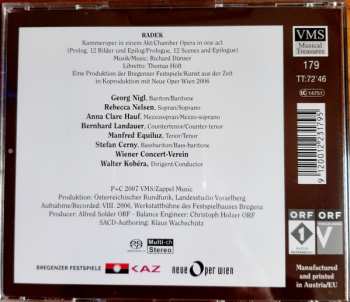 RADEK
Kammeroper in einem Akt/Chamber Opera in one act
(Prolog, 12 Bilder und Epilog/Prologue, 12 Scenes and Epilogue)
Musik/Music: Richard Dünser
Libretto: Thomas Höft
Eine Produktion der Bregenzer Festspiele/Kunst aus der Zeit
in Koproduktion mit Neue Oper Wien 2006
Georg Nigl, Bariton/Baritone
Rebecca Nelsen, Sopran/Soprano
Anna Clare Hauf, Mezzosopran/Mezzo-soprano
Bernhard Landauer, Countertenor/Counter-tenor
Manfred Equiluz, Tenor/Tenor
Stefan Cerny, Bassbariton/Bass-baritone
Wiener Concert-Verein
Walter Kobéra, Dirigent/Conductor
P+C 2007 VMS/Zappel Music
Produktion: Österreichischer Rundfunk, Landesstudio Vorarlberg
Aufnahme/Recorded: VIII. 2006, Werkstattbühne des Festspielhauses Bregenz
Producer: Alfred Solder ORF - Balance Engineer: Christoph Holzer ORF
SACD-Authoring: Klaus Wachschütz
Multi-ch
Stereo
BREGENZER FESTSPIELE
KAZ
neue oper wien
VMS
Musical
Treasures
179
TT:72'46
LC 14751
9 120012 231795
ORF ORF
1 V
Manufactured
and printed
in Austria/EU